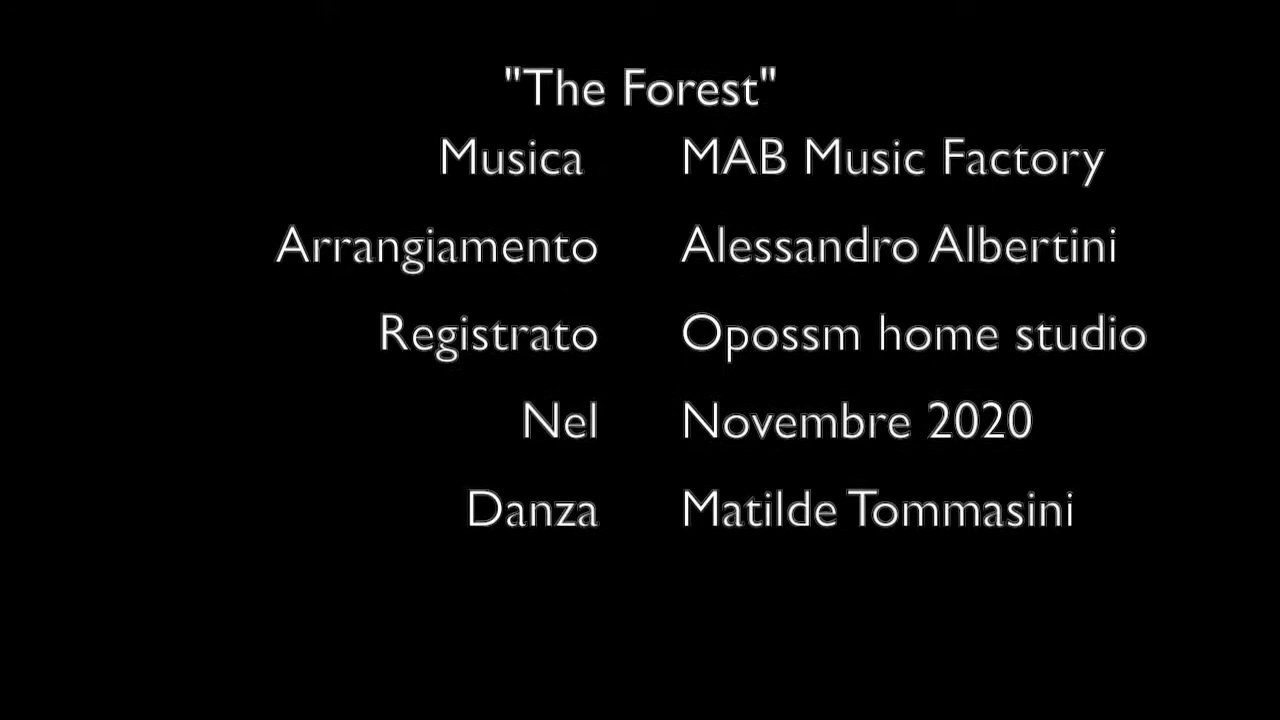 "The Forest"
Musica MAB Music Factory
Arrangiamento Alessandro Albertini
Registrato Opossm home studio
Nel Novembre 2020
Danza Matilde Tommasini